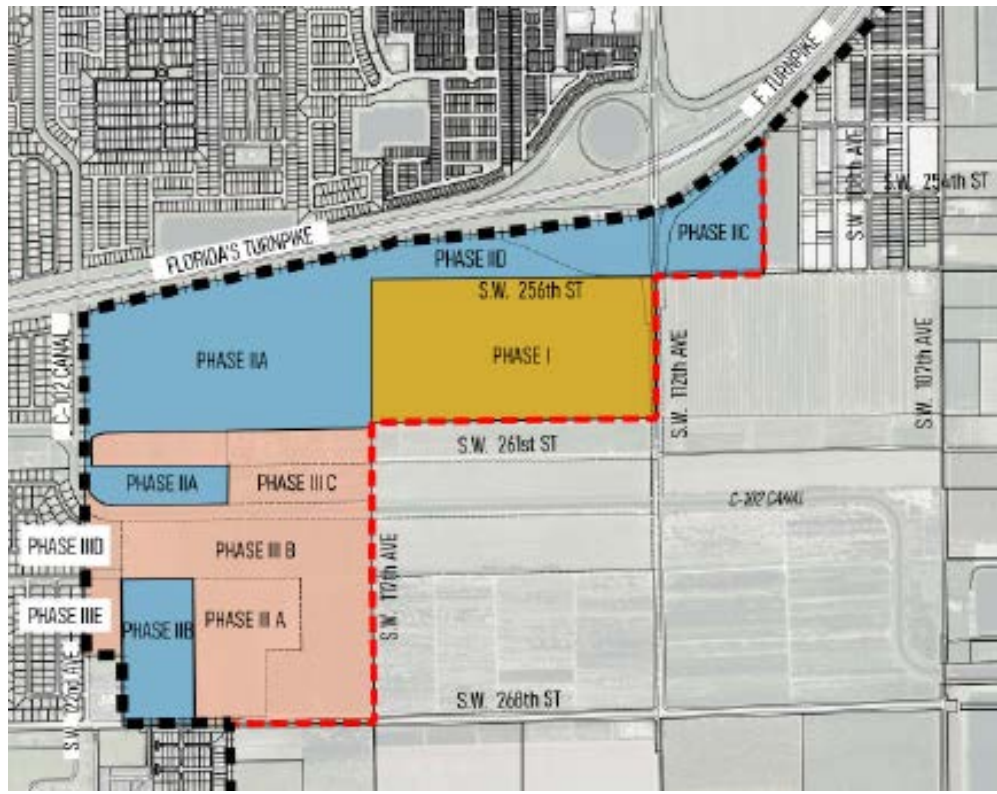 F. TURNPIKE
S.W. 254th ST
FLORIDA'S TURNPIKE
PHASE IIC
PHASE IID
S.W. 256th ST
PHASE IIA
PHASE I
C-102 CANAL
S.W. 112th AVE
S.W. 107th AVE
S.W. 261st ST
PHASE IIA
PHASE III C
C-102 CANAL
PHASE IIID
PHASE III B
S.W. 117th AVE
PHASE IIIE
PHASE IIB
PHASE III A
S.W. 122nd AVE
S.W. 268th ST